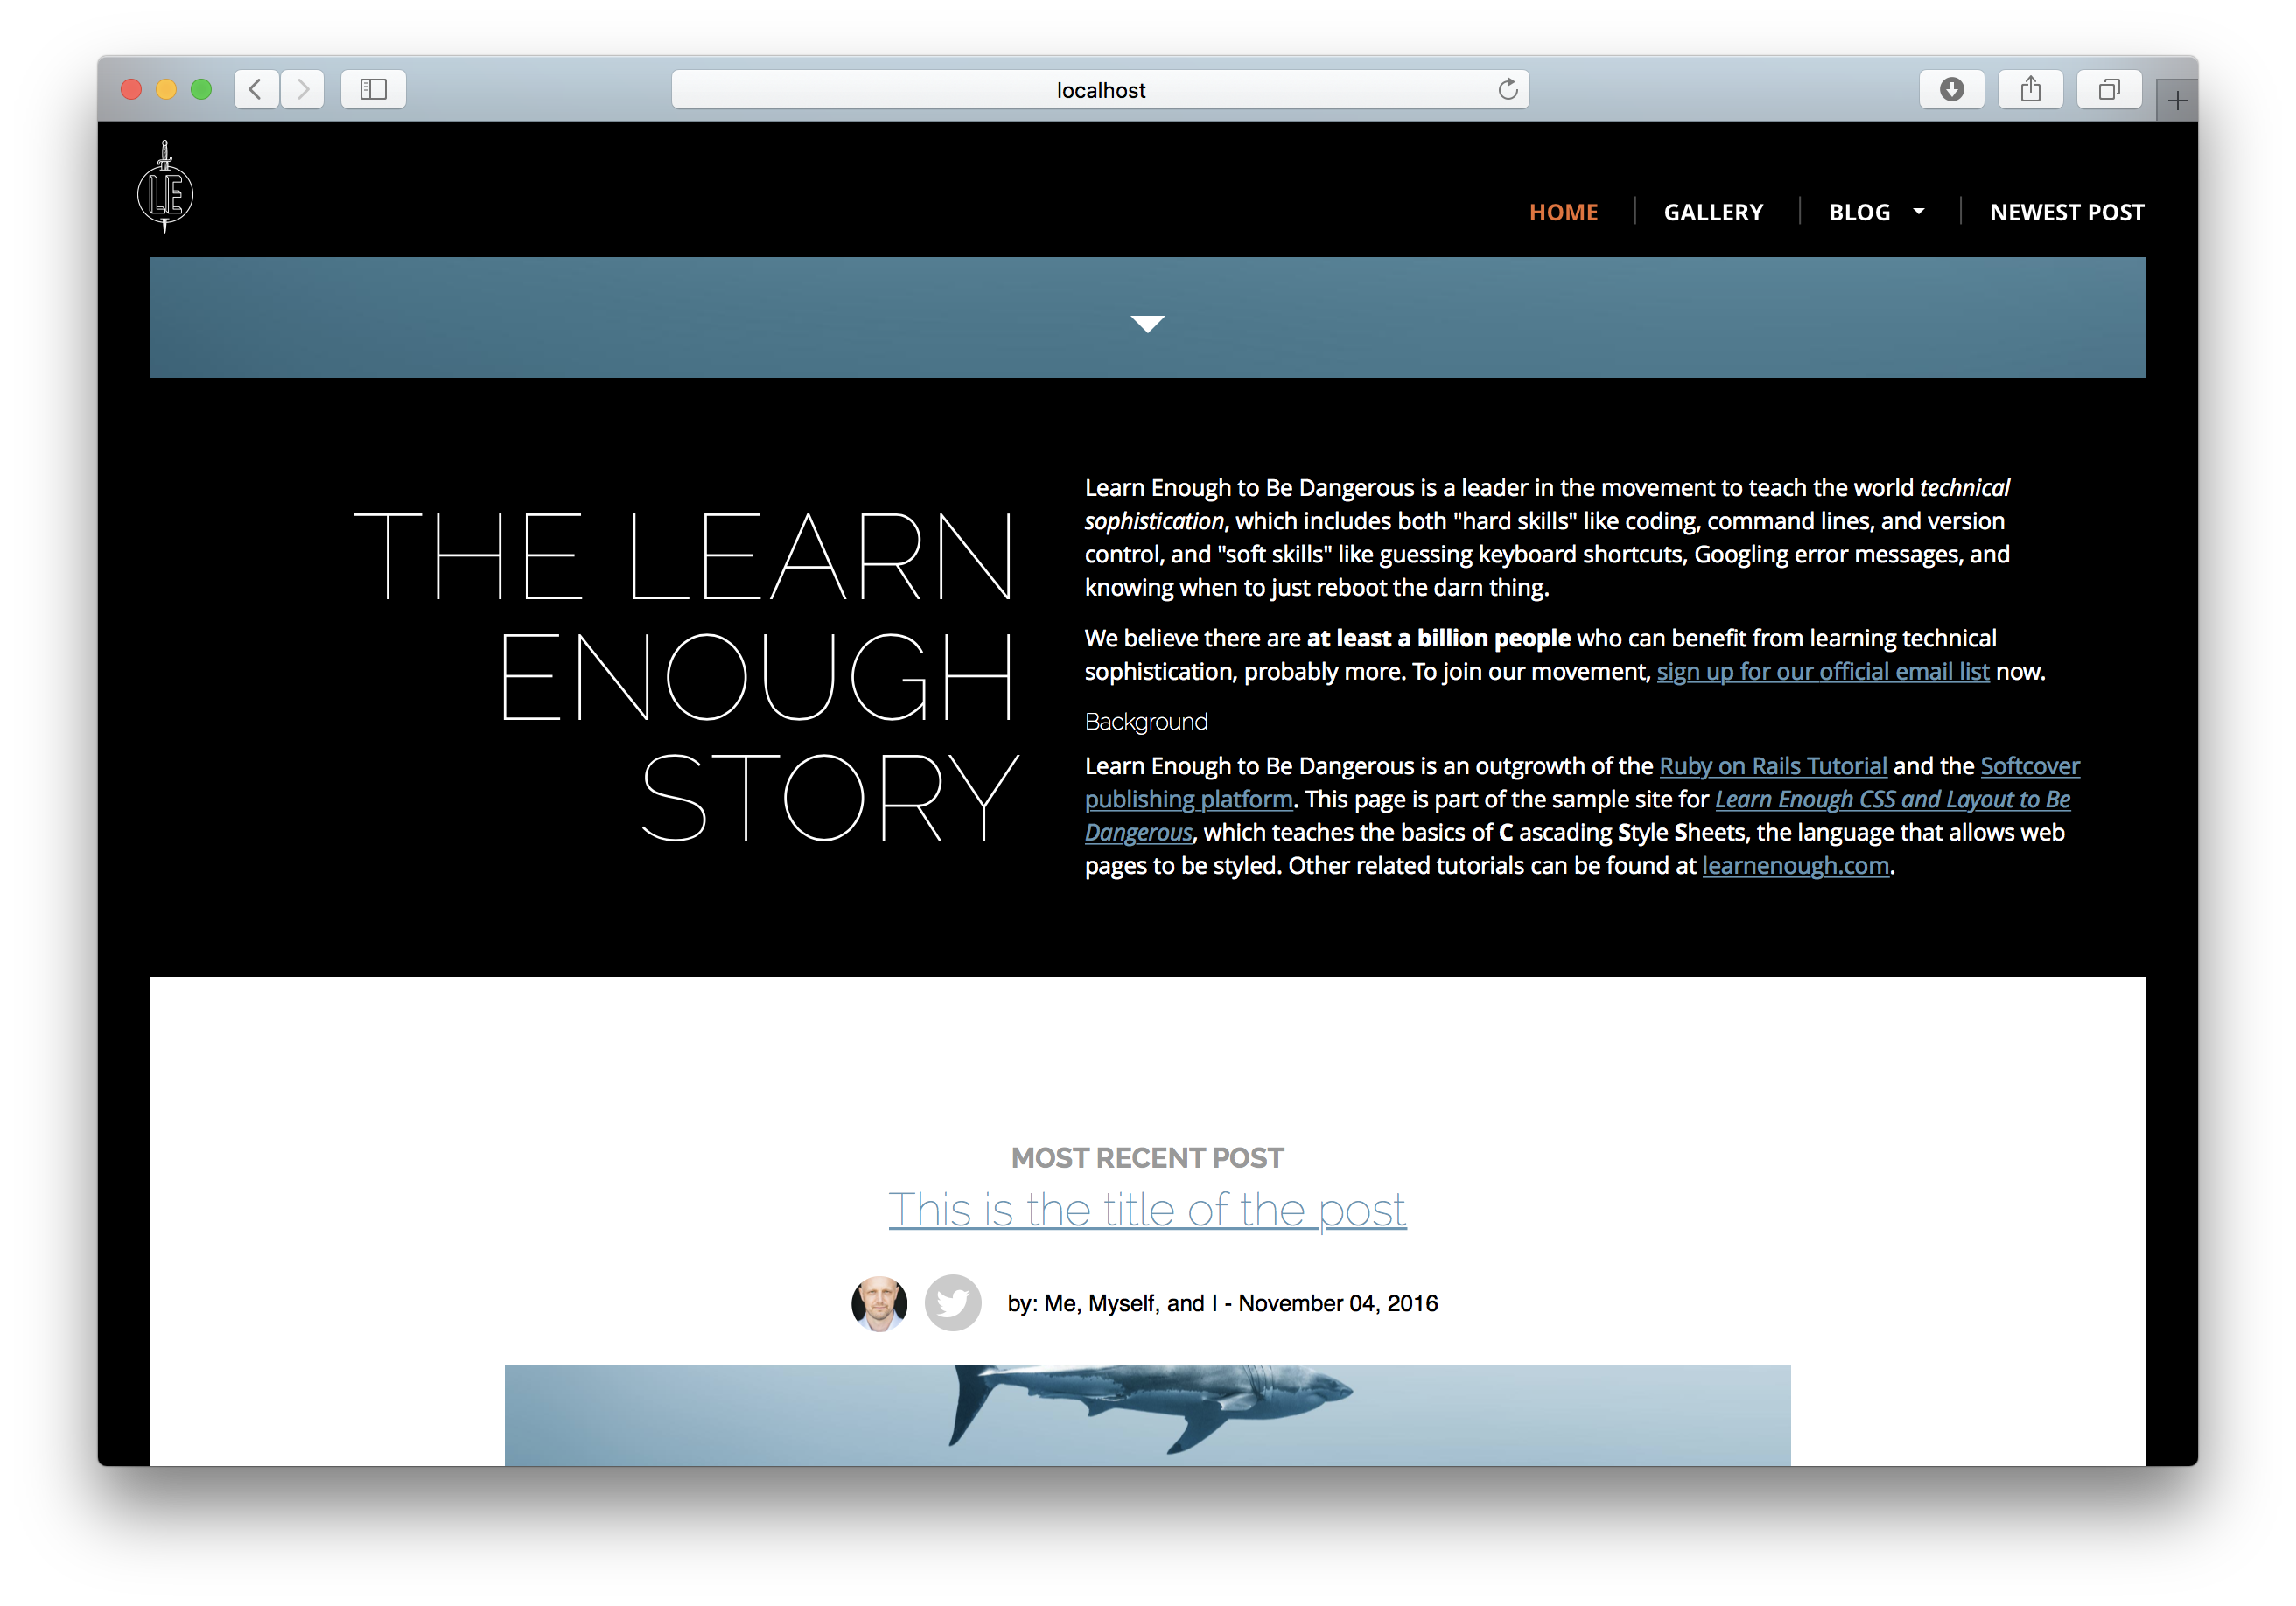 localhost
LE
HOME
GALLERY
BLOG
NEWEST POST
THE LEARN
ENOUGH
STORY
Learn Enough to Be Dangerous is a leader in the movement to teach the world technical
sophistication, which includes both "hard skills" like coding, command lines, and version
control, and "soft skills" like guessing keyboard shortcuts, Googling error messages, and
knowing when to just reboot the darn thing.
We believe there are at least a billion people who can benefit from learning technical
sophistication, probably more. To join our movement, sign up for our official email list now.
Background
Learn Enough to Be Dangerous is an outgrowth of the Ruby on Rails Tutorial and the Softcover
publishing platform. This page is part of the sample site for Learn Enough CSS and Layout to Be
Dangerous, which teaches the basics of C ascading Style Sheets, the language that allows web
pages to be styled. Other related tutorials can be found at learnenough.com.
MOST RECENT POST
This is the title of the post
by: Me, Myself, and I - November 04, 2016